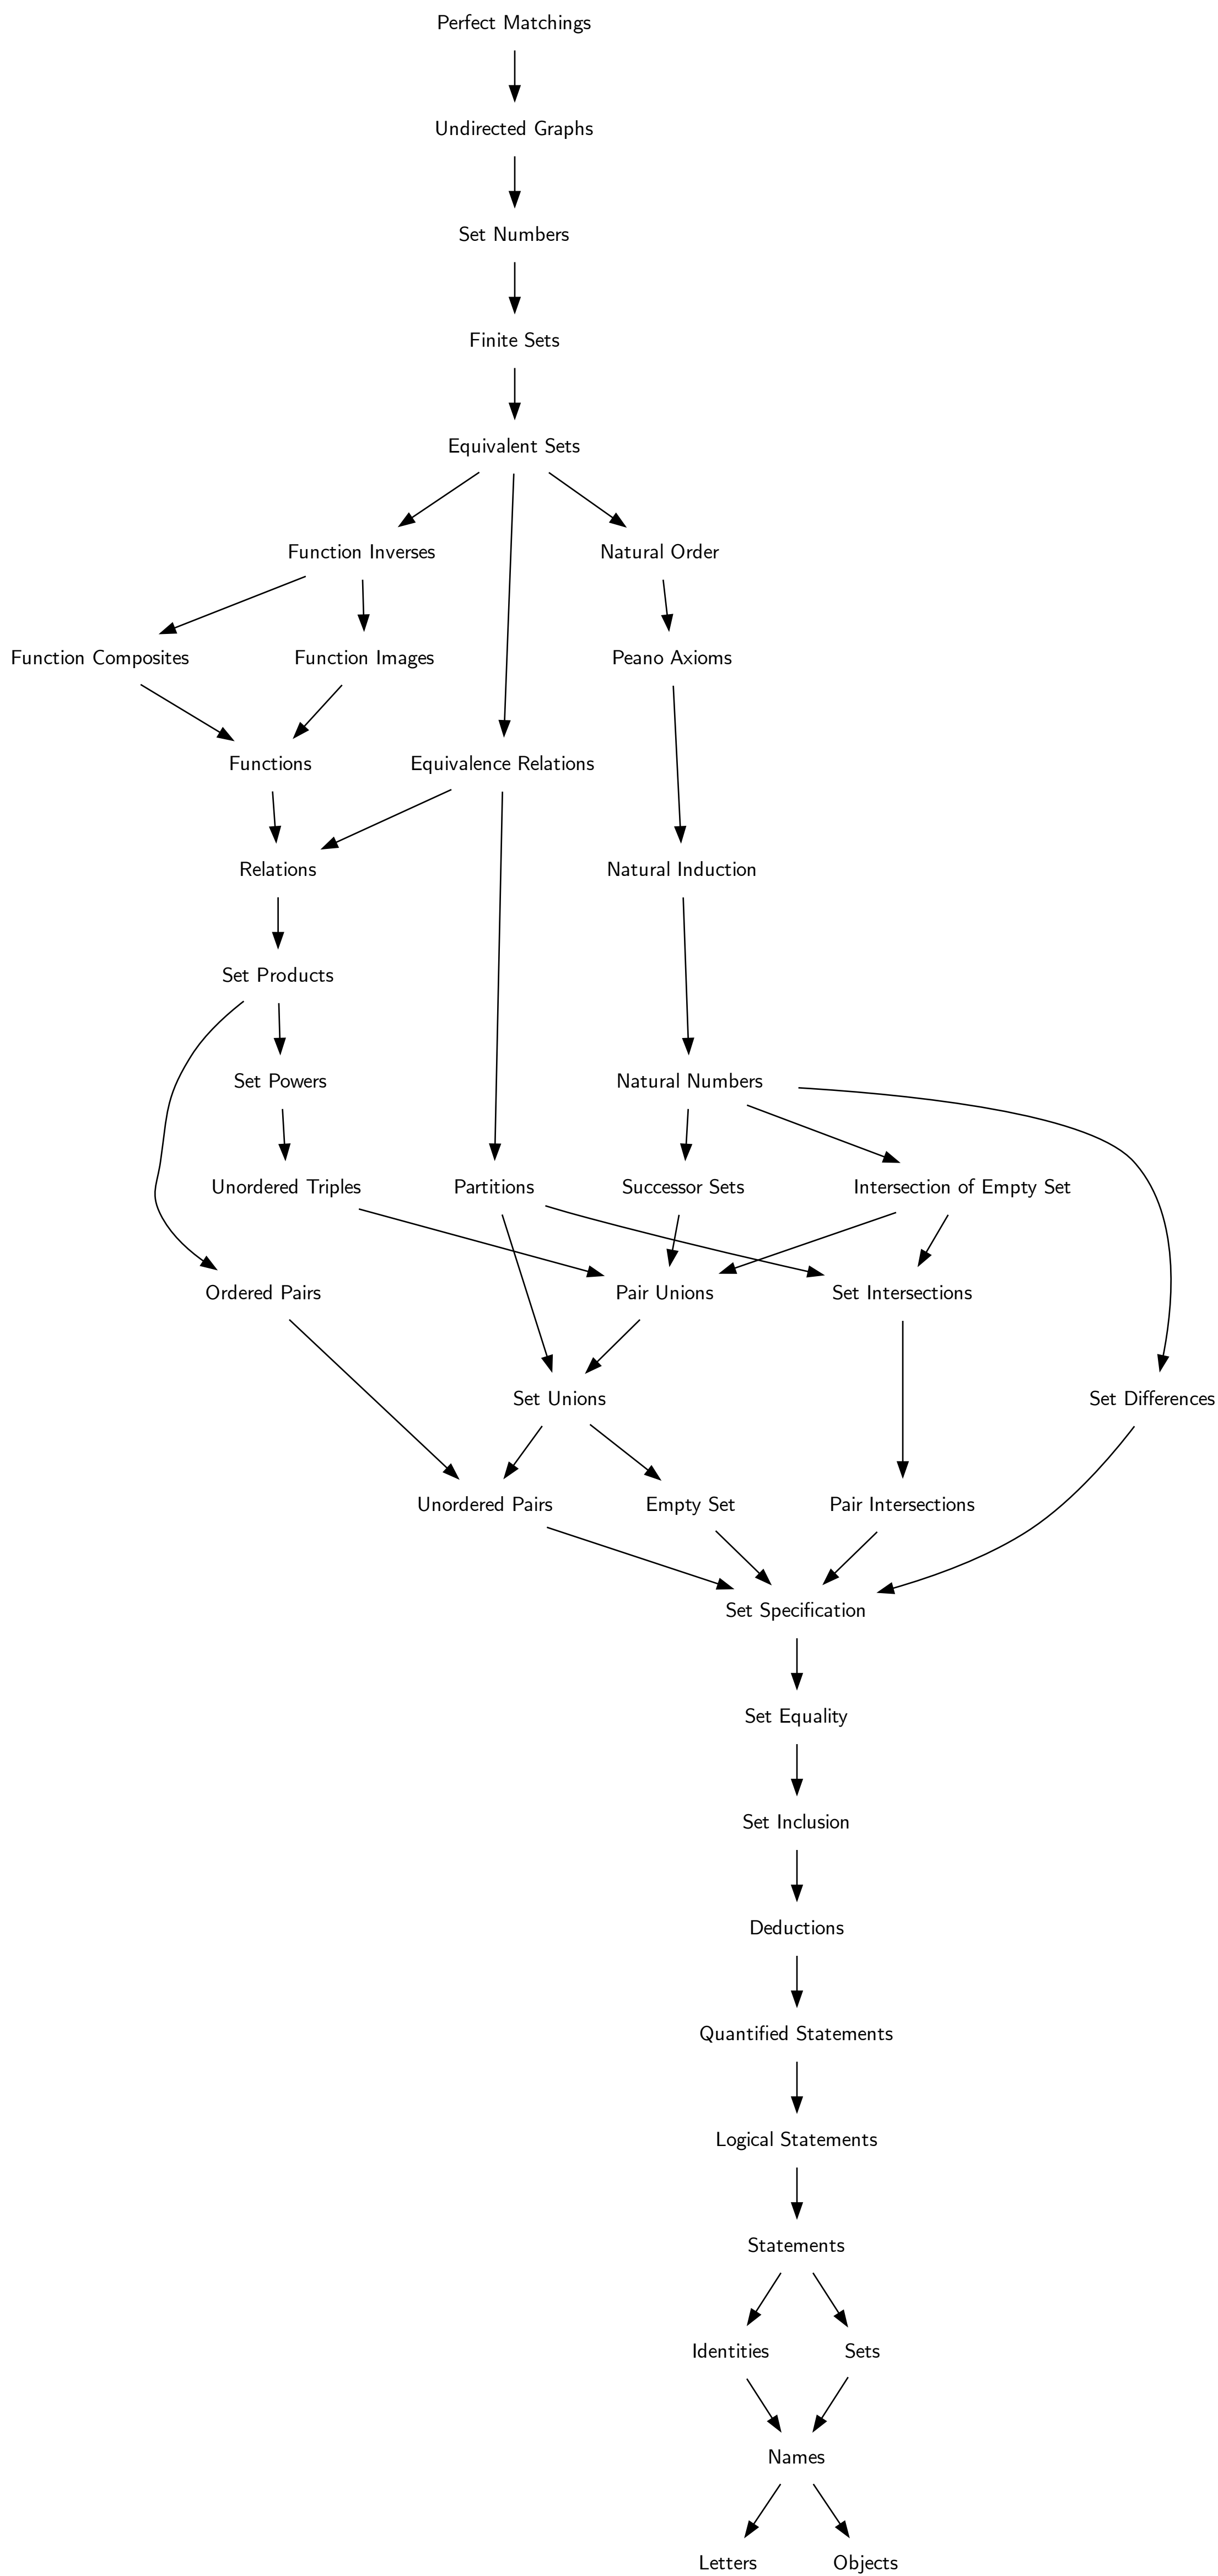 Perfect Matchings
Undirected Graphs
Set Numbers
Finite Sets
Equivalent Sets
Function Inverses
Natural Order
Function Composites
Function Images
Peano Axioms
Functions
Equivalence Relations
Relations
Natural Induction
Set Products
Set Powers
Natural Numbers
Unordered Triples
Partitions
Successor Sets
Intersection of Empty Set
Ordered Pairs
Pair Unions
Set Intersections
Set Unions
Set Differences
Unordered Pairs
Empty Set
Pair Intersections
Set Specification
Set Equality
Set Inclusion
Deductions
Quantified Statements
Logical Statements
Statements
Identities
Sets
Names
Letters
Objects